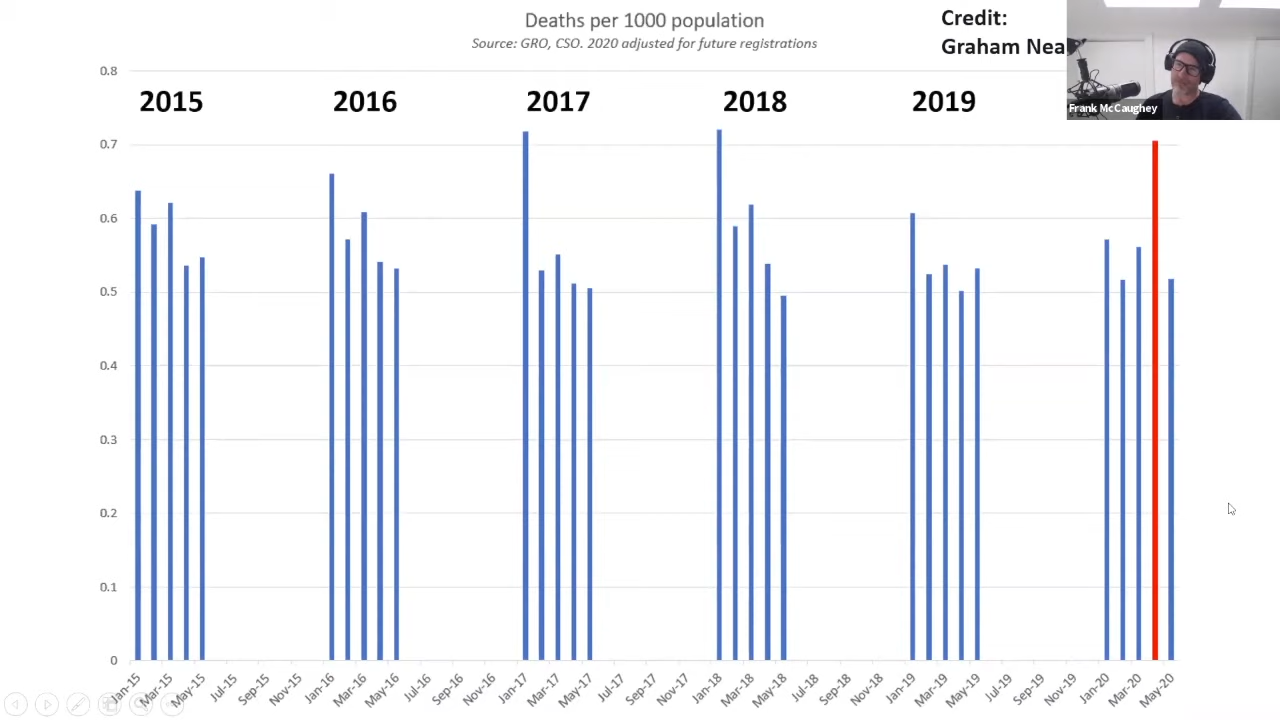 Deaths per 1000 population
Source: GRO, CSO. 2020 adjusted for future registrations
Credit:
Graham Nea
Frank McCaughey
2015 2016 2017 2018 2019
0.8
0.7
0.6
0.5
0.4
0.3
0.2
0.1
0
Jan-15 Mar-15 May-15 Jul-15 Sep-15 Nov-15 Jan-16 Mar-16 May-16 Jul-16 Sep-16 Nov-16 Jan-17 Mar-17 May-17 Jul-17 Sep-17 Nov-17 Jan-18 Mar-18 May-18 Jul-18 Sep-18 Nov-18 Jan-19 Mar-19 May-19 Jul-19 Sep-19 Nov-19 Jan-20 Mar-20 May-20